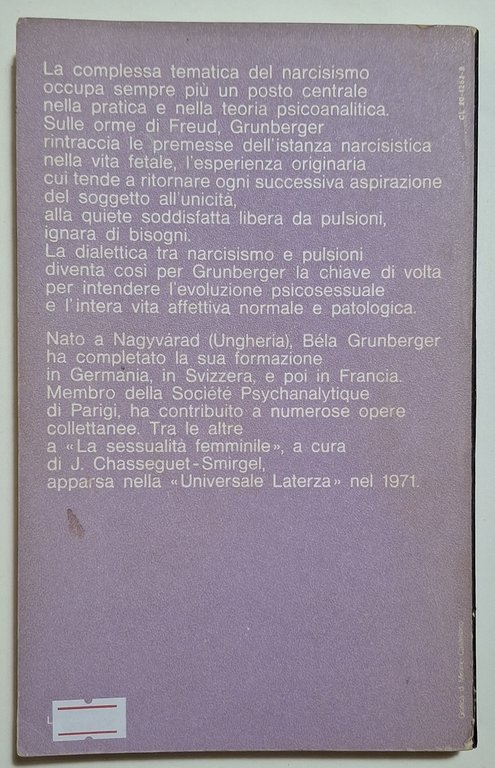 La complessa tematica del narcisismo
occupa sempre più un posto centrale
nella pratica e nella teoria psicoanalitica.
Sulle orme di Freud, Grunberger
rintraccia le premesse dell'istanza narcisistica
nella vita fetale, l'esperienza originaria
cui tende a ritornare ogni successiva aspirazione
del soggetto all'unicità,
alla quiete soddisfatta libera da pulsioni,
ignara di bisogni.
La dialettica tra narcisismo e pulsioni
diventa così per Grunberger la chiave di volta
per intendere l'evoluzione psicosessuale
e l'intera vita affettiva normale e patologica.
Nato a Nagyvárad (Ungheria), Béla Grunberger
ha completato la sua formazione
in Germania, in Svizzera, e poi in Francia.
Membro della Société Psychanalytique
di Parigi, ha contribuito a numerose opere
collettanee. Tra le altre
a «La sessualità femminile», a cura
di J. Chasseguet-Smirgel,
apparsa nella «Universale Laterza» nel 1971.
L